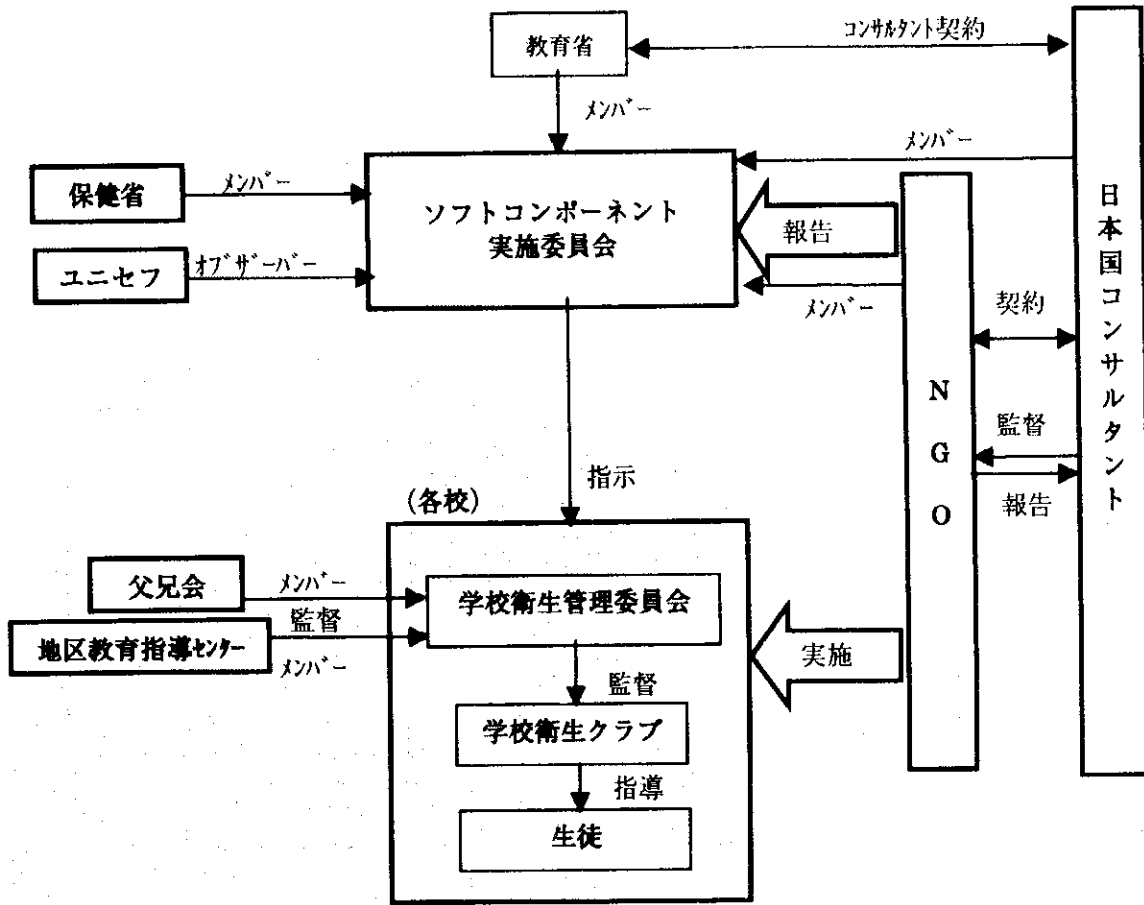 教育省
コンサルタント契約
メンバー
メンバー
保健省
メンバー
ユニセフ
オブザーバー
ソフトコンポーネント
実施委員会
報告
メンバー
契約
監督
報告
NGO
日本国コンサルタント
指示
(各校)
父兄会
メンバー
監督
地区教育指導センター
メンバー
学校衛生管理委員会
監督
学校衛生クラブ
指導
生徒
実施